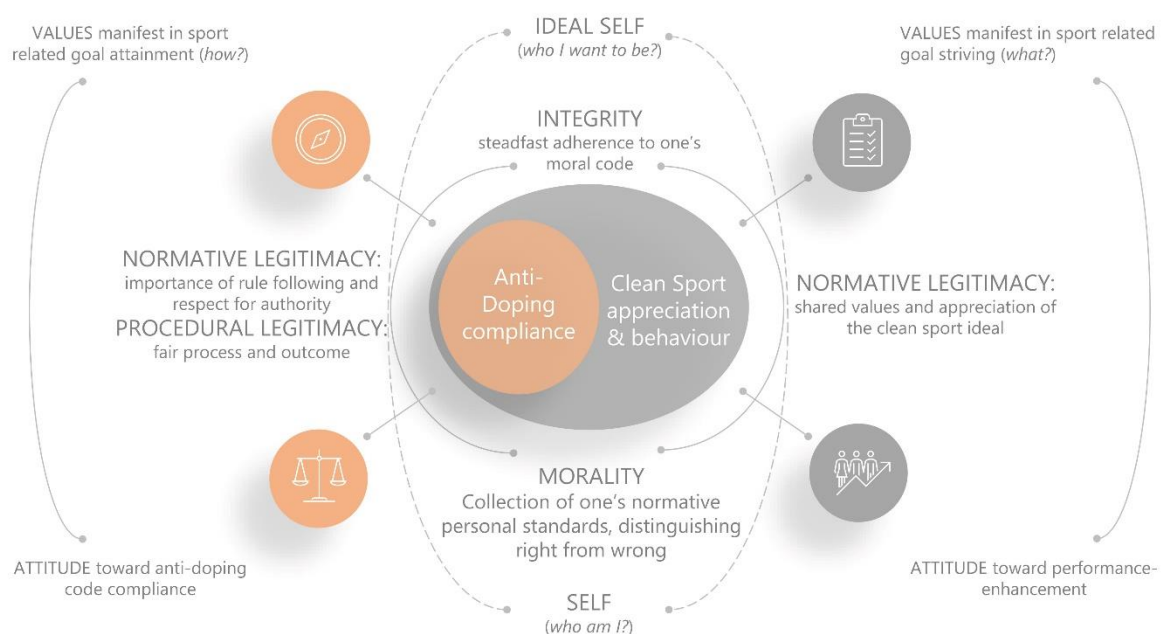 VALUES manifest in sport
related goal attainment (how?)
IDEAL SELF
(who I want to be?)
VALUES manifest in sport related
goal striving (what?)
INTEGRITY
steadfast adherence to one's
moral code
NORMATIVE LEGITIMACY:
importance of rule following and
respect for authority
PROCEDURAL LEGITIMACY:
fair process and outcome
Anti-
Doping
compliance
Clean Sport
appreciation
& behaviour
NORMATIVE LEGITIMACY:
shared values and appreciation of
the clean sport ideal
MORALITY
Collection of one's normative
personal standards, distinguishing
right from wrong
ATTITUDE toward anti-doping
code compliance
SELF
(who am I?)
ATTITUDE toward performance-
enhancement